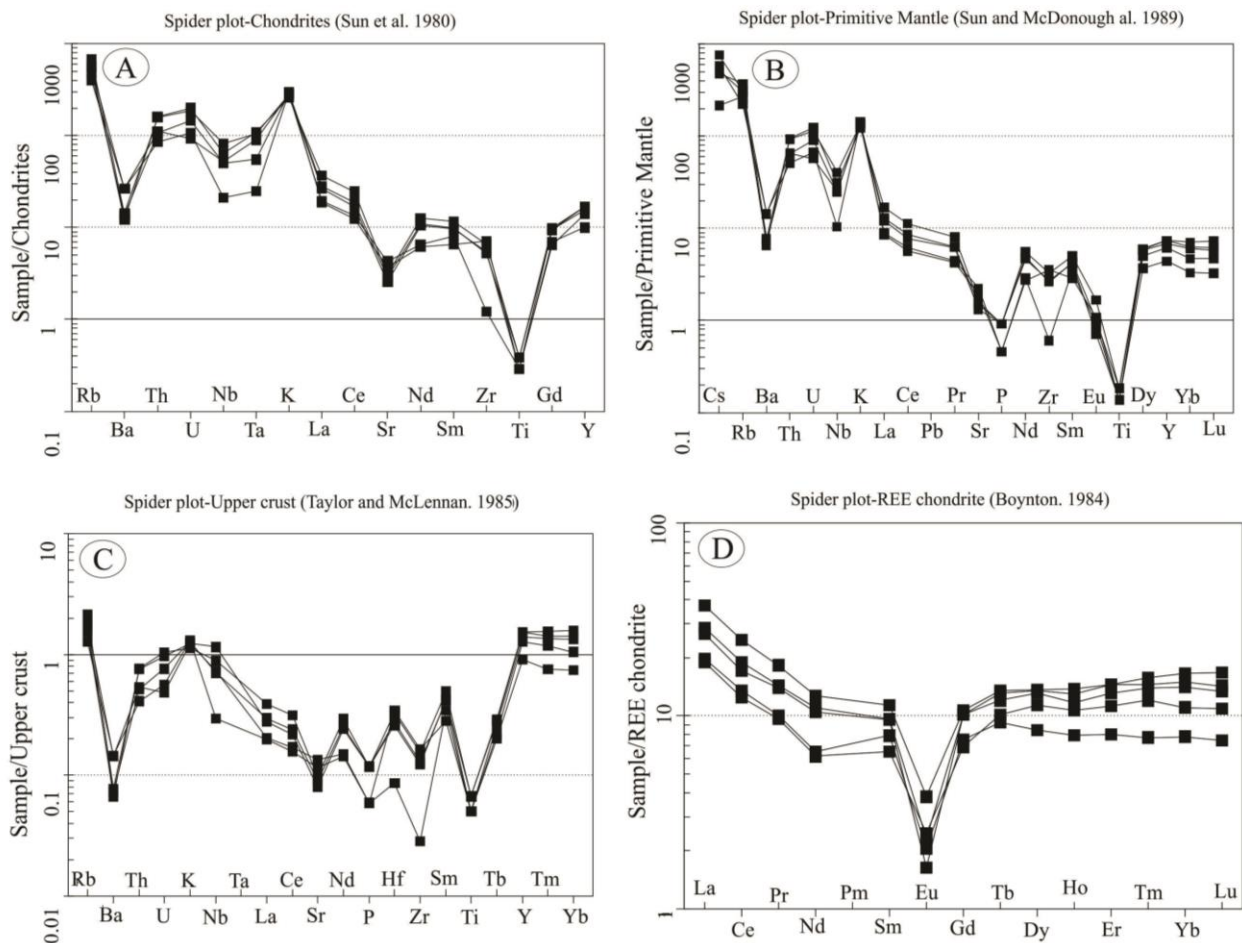 Spider plot-Chondrites (Sun et al. 1980)
A
Sample/Chondrites
1000
100
10
1
0.1
Rb Th Nb K Ce Nd Zr Gd
Ba U Ta La Sr Sm Ti Y
Spider plot-Primitive Mantle (Sun and McDonough al. 1989)
B
Sample/Primitive Mantle
1000
100
10
1
0.1
Cs Ba U K Ce Pr P Zr Eu Dy Yb
Rb Th Nb La Pb Sr Nd Sm Ti Y Lu
Spider plot-Upper crust (Taylor and McLennan. 1985)
C
Sample/Upper crust
10
1
0.1
0.01
Rb Th K Ta Ce Nd Hf Sm Tb Tm
Ba U Nb La Sr P Zr Ti Y Yb
Spider plot-REE chondrite (Boynton. 1984)
D
Sample/REE chondrite
100
10
1
La Pr Pm Eu Tb Ho Tm Lu
Ce Nd Sm Gd Dy Er Yb